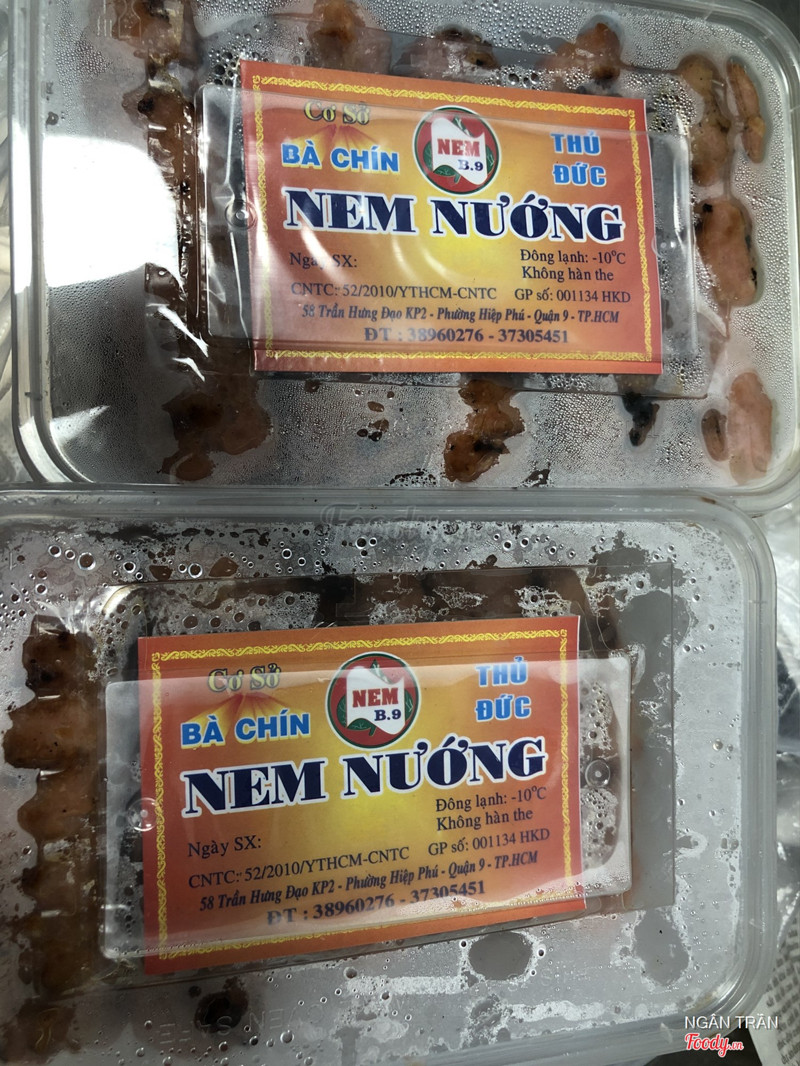 Cơ Sở
BÀ CHÍN
NEM
B.9
THỦ
ĐỨC
NEM NƯỚNG
Ngày SX:
Đông lạnh: -10°C
Không hàn the
CNTC: 52/2010/YTHCM-CNTC GP số: 001134 HKD
58 Trần Hưng Đạo KP2 - Phường Hiệp Phú - Quận 9 - TP.HCM
ĐT : 38960276 - 37305451
Cơ Sở
BÀ CHÍN
NEM
B.9
THỦ
ĐỨC
NEM NƯỚNG
Ngày SX:
Đông lạnh: -10°C
Không hàn the
CNTC: 52/2010/YTHCM-CNTC GP số: 001134 HKD
58 Trần Hưng Đạo KP2 - Phường Hiệp Phú - Quận 9 - TP.HCM
ĐT : 38960276 - 37305451
NGÂN TRẦN
Foody.vn